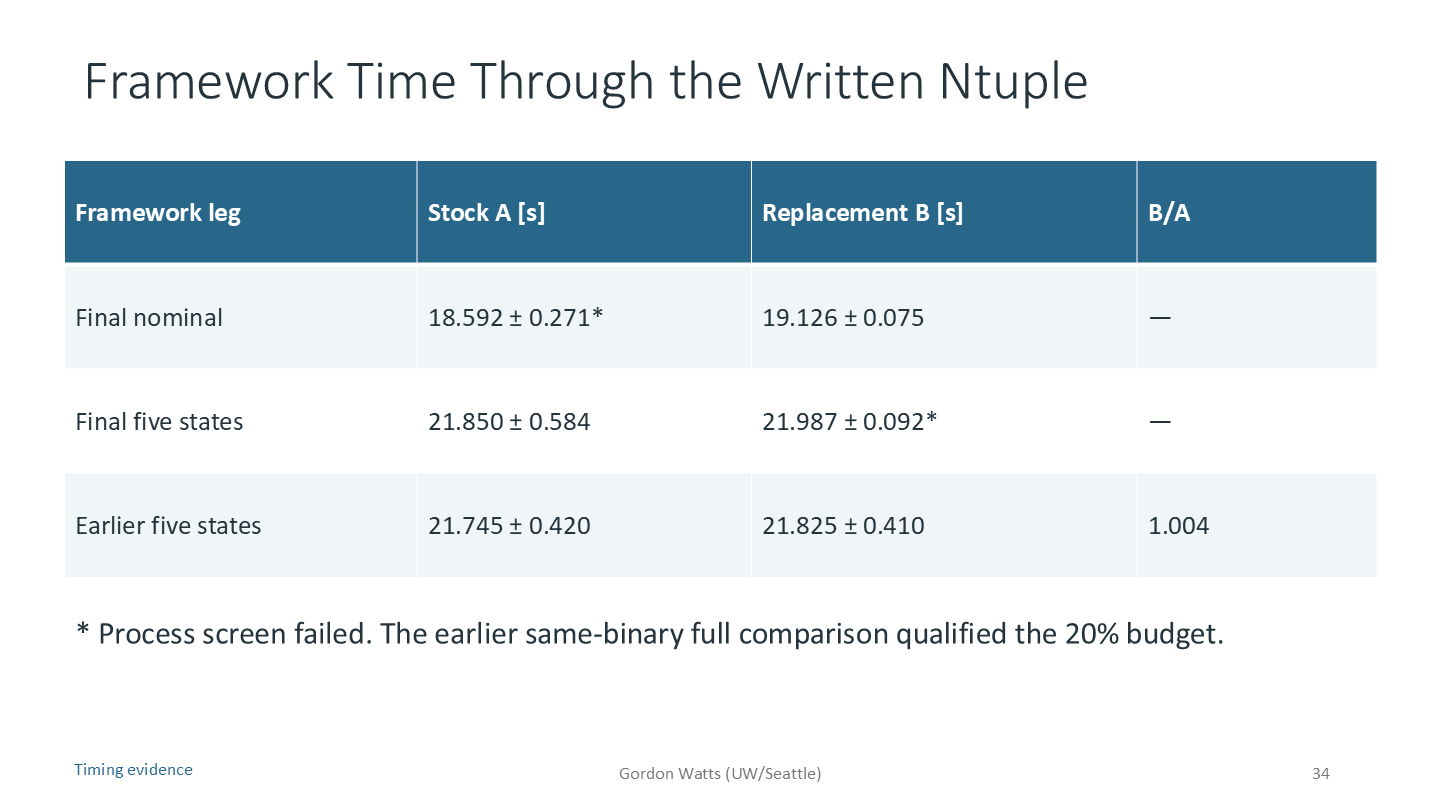 Framework Time Through the Written Ntuple
Framework leg Stock A [s] Replacement B [s] B/A
Final nominal 18.592 ± 0.271* 19.126 ± 0.075 —
Final five states 21.850 ± 0.584 21.987 ± 0.092* —
Earlier five states 21.745 ± 0.420 21.825 ± 0.410 1.004
* Process screen failed. The earlier same-binary full comparison qualified the 20% budget.
Timing evidence Gordon Watts (UW/Seattle) 34